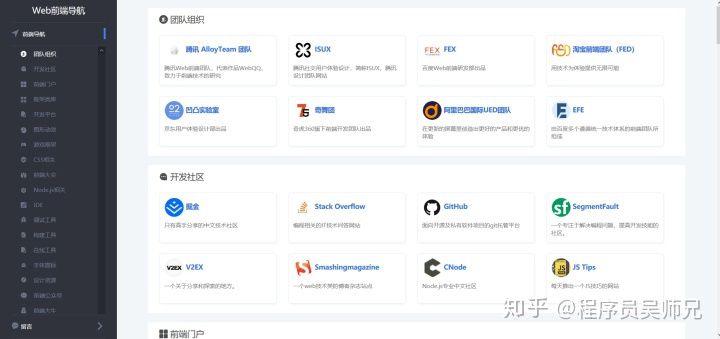 Web前端导航
前端导航
团队组织
开发社区
前端门户
框架类库
开发平台
图形动效
游戏框架
CSS相关
前端大会
Node.js相关
IDE
调试工具
构建工具
在线工具
字体图标
设计资源
前端公众号
前端大牛
留言
团队组织
腾讯 AlloyTeam 团队
腾讯Web前端团队，代表作品WebQQ，
致力于前端技术的研究
ISUX
腾讯社交用户体验设计，简称ISUX，腾讯
设计团队网站
FEX
FEX
百度Web前端研发部出品
淘宝前端团队（FED）
用技术为体验提供无限可能
凹凸实验室
京东用户体验设计部出品
奇舞团
奇虎360旗下前端开发团队出品
阿里巴巴国际UED团队
在更新的屏幕里创造出更好的产品和更优的
体验
EFE
由百度多个遵循统一技术体系的前端团队所
组成
开发社区
掘金
只有高手分享的中文技术社区
Stack Overflow
编程相关的IT技术问答网站
GitHub
面向开源及私有软件项目的git托管平台
SegmentFault
一个专注于解决编程问题，提高开发技能的
社区。
V2EX
V2EX
一个关于分享和探索的地方。
Smashingmagazine
一个web技术类的博客杂志站点
CNode
Node.js专业中文社区
JS
JS Tips
每天推出一个JS技巧的网站
前端门户
知乎 @程序员吴师兄